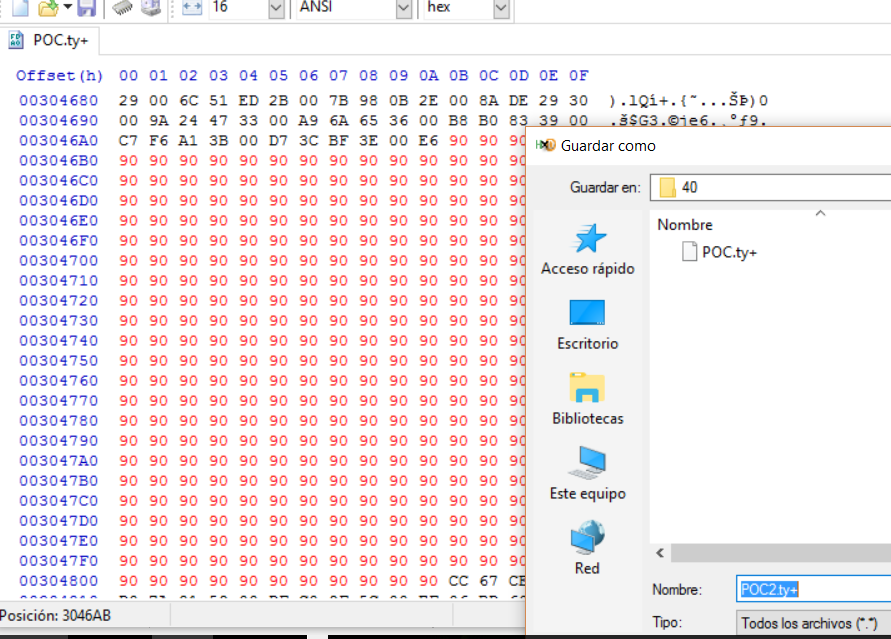 16 ANSI hex
POC.ty+
Offset(h) 00 01 02 03 04 05 06 07 08 09 0A 0B 0C 0D 0E 0F
00304680 29 00 6C 51 ED 2B 00 7B 98 0B 2E 00 8A DE 29 30 ).lQí+.{˜...ŠÞ)0
00304690 00 9A 24 47 33 00 A9 6A 65 36 00 B8 B0 83 39 00 .š$G3.©je6.¸°ƒ9.
003046A0 C7 F6 A1 3B 00 D7 3C BF 3E 00 E6 90 90 90
003046B0 90 90 90 90 90 90 90 90 90 90 90 90 90 90
003046C0 90 90 90 90 90 90 90 90 90 90 90 90 90 90
003046D0 90 90 90 90 90 90 90 90 90 90 90 90 90 90
003046E0 90 90 90 90 90 90 90 90 90 90 90 90 90 90
003046F0 90 90 90 90 90 90 90 90 90 90 90 90 90 90
00304700 90 90 90 90 90 90 90 90 90 90 90 90 90 90
00304710 90 90 90 90 90 90 90 90 90 90 90 90 90 90
00304720 90 90 90 90 90 90 90 90 90 90 90 90 90 90
00304730 90 90 90 90 90 90 90 90 90 90 90 90 90 90
00304740 90 90 90 90 90 90 90 90 90 90 90 90 90 90
00304750 90 90 90 90 90 90 90 90 90 90 90 90 90 90
00304760 90 90 90 90 90 90 90 90 90 90 90 90 90 90
00304770 90 90 90 90 90 90 90 90 90 90 90 90 90 90
00304780 90 90 90 90 90 90 90 90 90 90 90 90 90 90
00304790 90 90 90 90 90 90 90 90 90 90 90 90 90 90
003047A0 90 90 90 90 90 90 90 90 90 90 90 90 90 90
003047B0 90 90 90 90 90 90 90 90 90 90 90 90 90 90
003047C0 90 90 90 90 90 90 90 90 90 90 90 90 90 90
003047D0 90 90 90 90 90 90 90 90 90 90 90 90 90 90
003047E0 90 90 90 90 90 90 90 90 90 90 90 90 90 90
003047F0 90 90 90 90 90 90 90 90 90 90 90 90 90 90
00304800 90 90 90 90 90 90 90 90 90 90 90 CC 67
Posición: 3046AB
Guardar como
Guardar en: 40
Nombre
POC.ty+
Acceso rápido
Escritorio
Bibliotecas
Este equipo
Red
Nombre: POC2.ty+
Tipo: Todos los archivos (*.*)